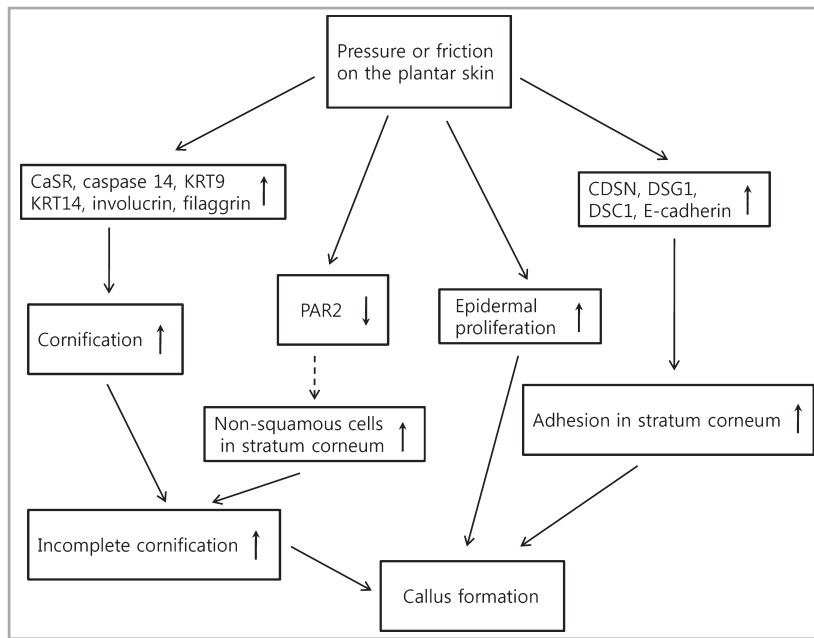 Pressure or friction
on the plantar skin
CaSR, caspase 14, KRT9
KRT14, involucrin, filaggrin
CDSN, DSG1,
DSC1, E-cadherin
PAR2
Epidermal
proliferation
Cornification
Non-squamous cells
in stratum corneum
Adhesion in stratum corneum
Incomplete cornification
Callus formation